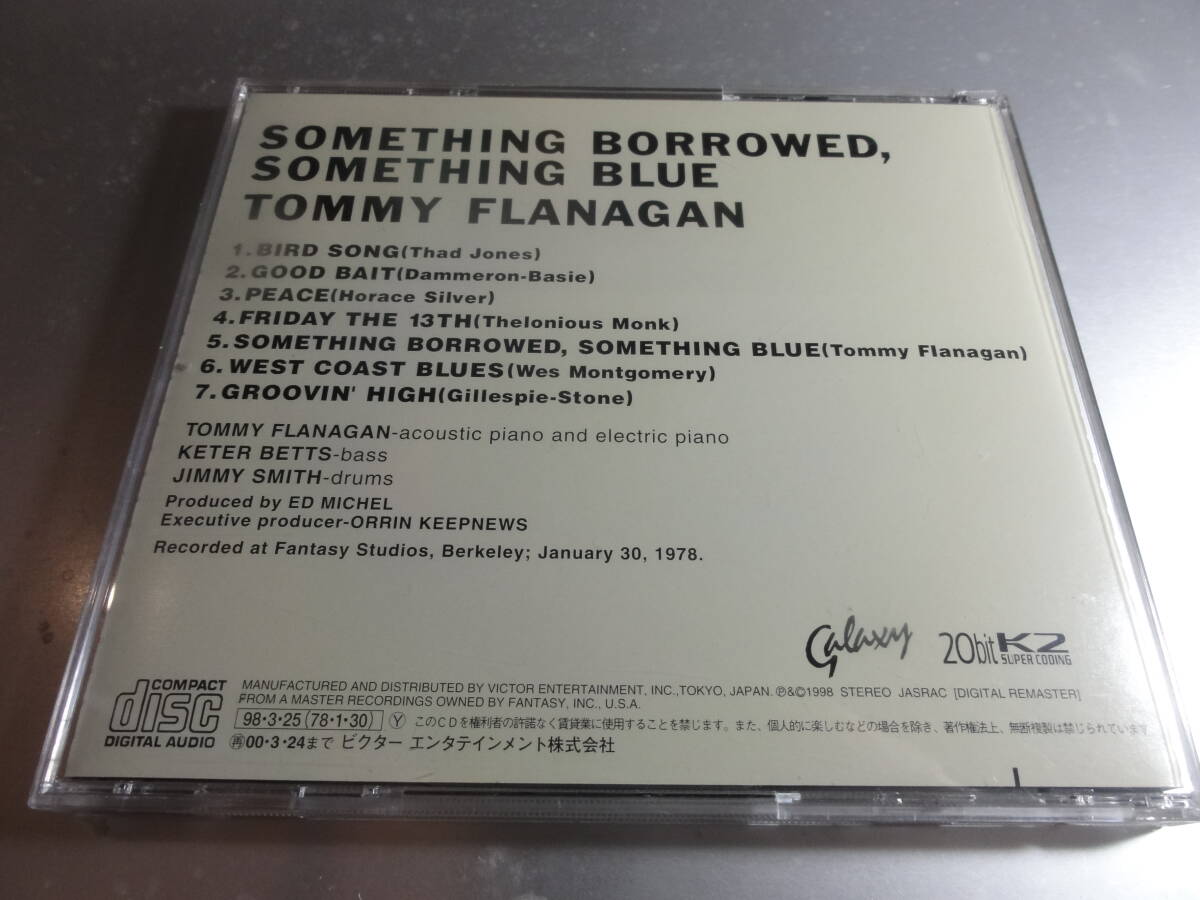 SOMETHING BORROWED,
SOMETHING BLUE
TOMMY FLANAGAN
1.BIRD SONG(Thad Jones)
2.GOOD BAIT(Dammeron-Basie)
3.PEACE(Horace Silver)
4.FRIDAY THE 13TH(Thelonious Monk)
5.SOMETHING BORROWED, SOMETHING BLUE(Tommy Flanagan)
6.WEST COAST BLUES(Wes Montgomery)
7.GROOVIN' HIGH(Gillespie-Stone)
TOMMY FLANAGAN-acoustic piano and electric piano
KETER BETTS-bass
JIMMY SMITH-drums
Produced by ED MICHEL
Executive producer-ORRIN KEEPNEWS
Recorded at Fantasy Studios, Berkeley; January 30, 1978.
Galaxy
20bit K2
SUPER CODING
COMPACT
disc
DIGITAL AUDIO
MANUFACTURED AND DISTRIBUTED BY VICTOR ENTERTAINMENT, INC.,TOKYO, JAPAN. ℗&©1998 STEREO JASRAC [DIGITAL REMASTER]
FROM A MASTER RECORDINGS OWNED BY FANTASY, INC., U.S.A.
98・3・25(78・1・30) Ⓨ このCDを権利者の許諾なく賃貸業に使用することを禁じます。また、個人的に楽しむなどの場合を除き、著作権法上、無断複製は禁じられています。
㊞00・3・24まで ビクター エンタテインメント株式会社